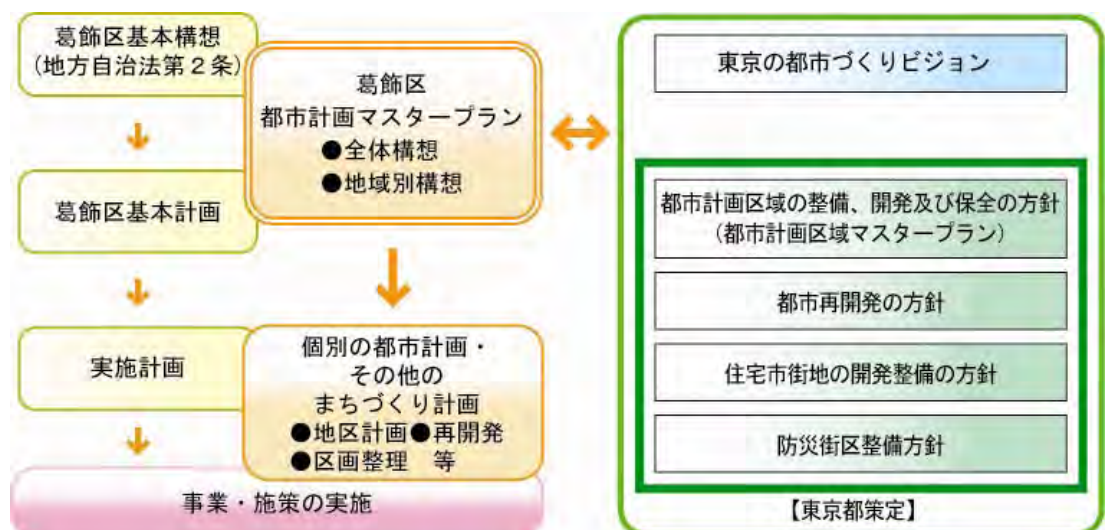 葛飾区基本構想
(地方自治法第２条)
葛飾区基本計画
実施計画
事業・施策の実施
葛飾区
都市計画マスタープラン
●全体構想
●地域別構想
個別の都市計画・
その他の
まちづくり計画
●地区計画●再開発
●区画整理　等
東京の都市づくりビジョン
都市計画区域の整備、開発及び保全の方針
（都市計画区域マスタープラン）
都市再開発の方針
住宅市街地の開発整備の方針
防災街区整備方針
【東京都策定】